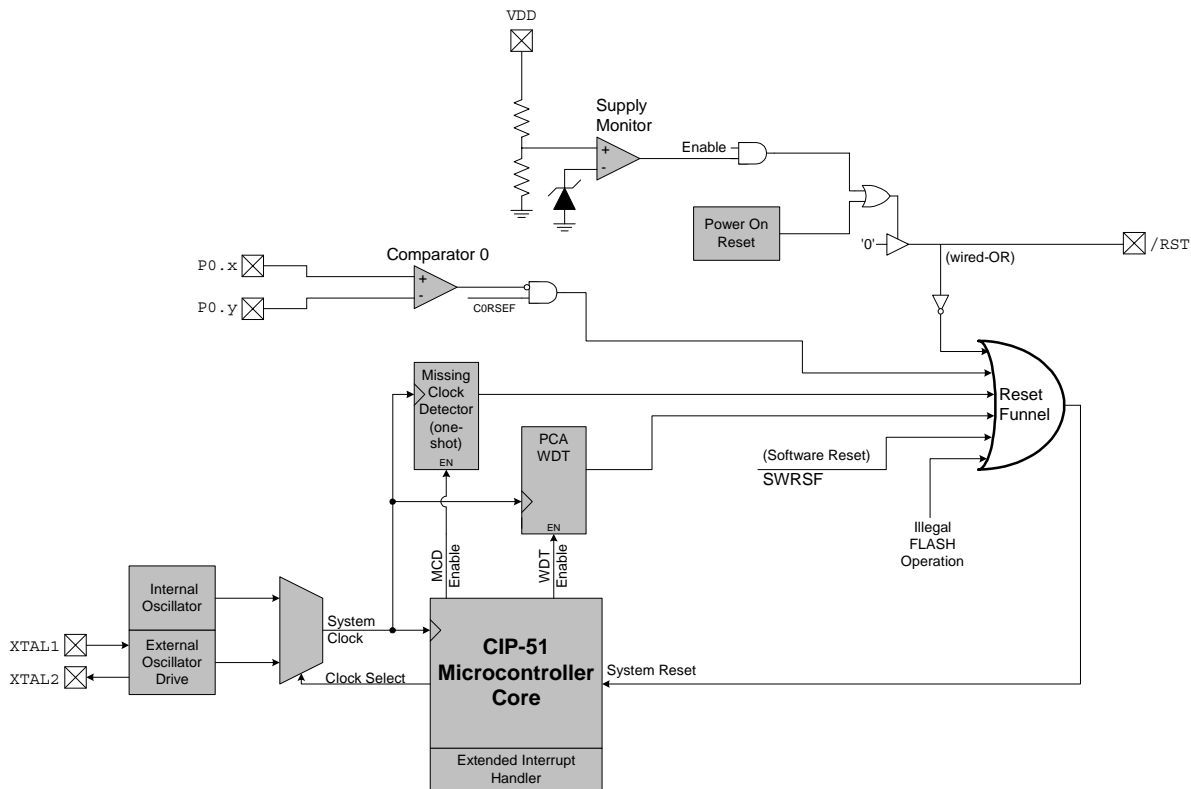 VDD
Supply
Monitor
+
-
Enable
Power On
Reset
'0'
(wired-OR)
/RST
Comparator 0
P0.x
P0.y
+
-
C0RSEF
Missing
Clock
Detector
(one-
shot)
EN
PCA
WDT
EN
Reset
Funnel
(Software Reset)
SWRSF
Illegal
FLASH
Operation
MCD
Enable
WDT
Enable
Internal
Oscillator
External
Oscillator
Drive
XTAL1
XTAL2
System
Clock
Clock Select
CIP-51
Microcontroller
Core
System Reset
Extended Interrupt
Handler